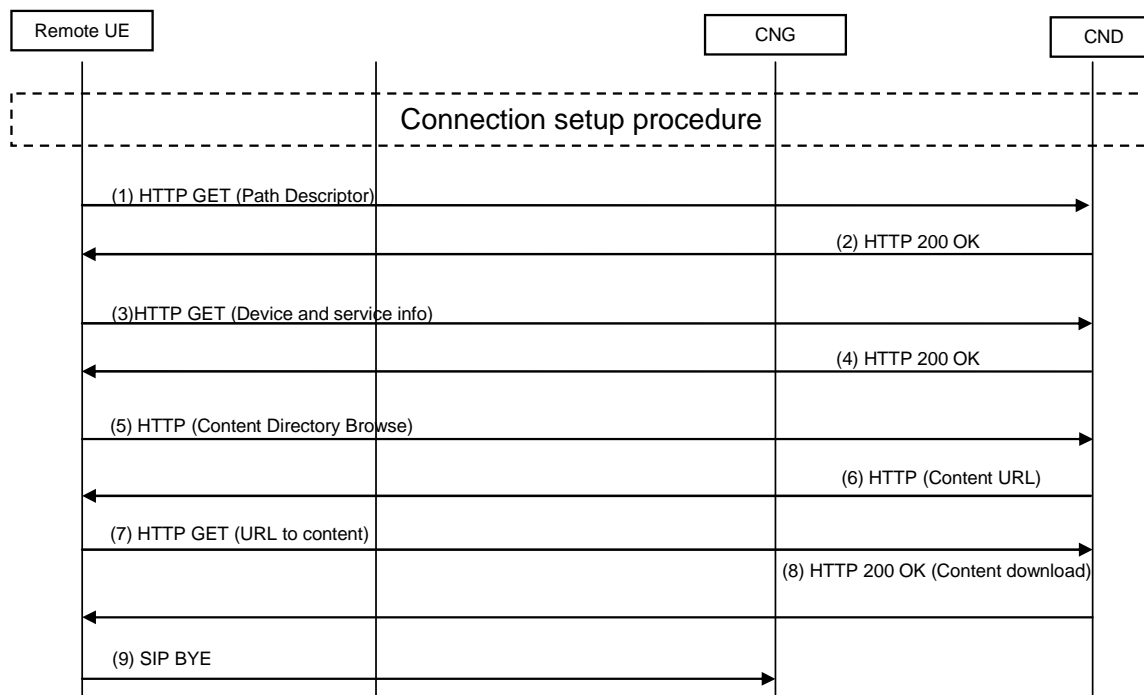 Remote UE
CNG
CND
Connection setup procedure
(1) HTTP GET (Path Descriptor)
(2) HTTP 200 OK
(3)HTTP GET (Device and service info)
(4) HTTP 200 OK
(5) HTTP (Content Directory Browse)
(6) HTTP (Content URL)
(7) HTTP GET (URL to content)
(8) HTTP 200 OK (Content download)
(9) SIP BYE